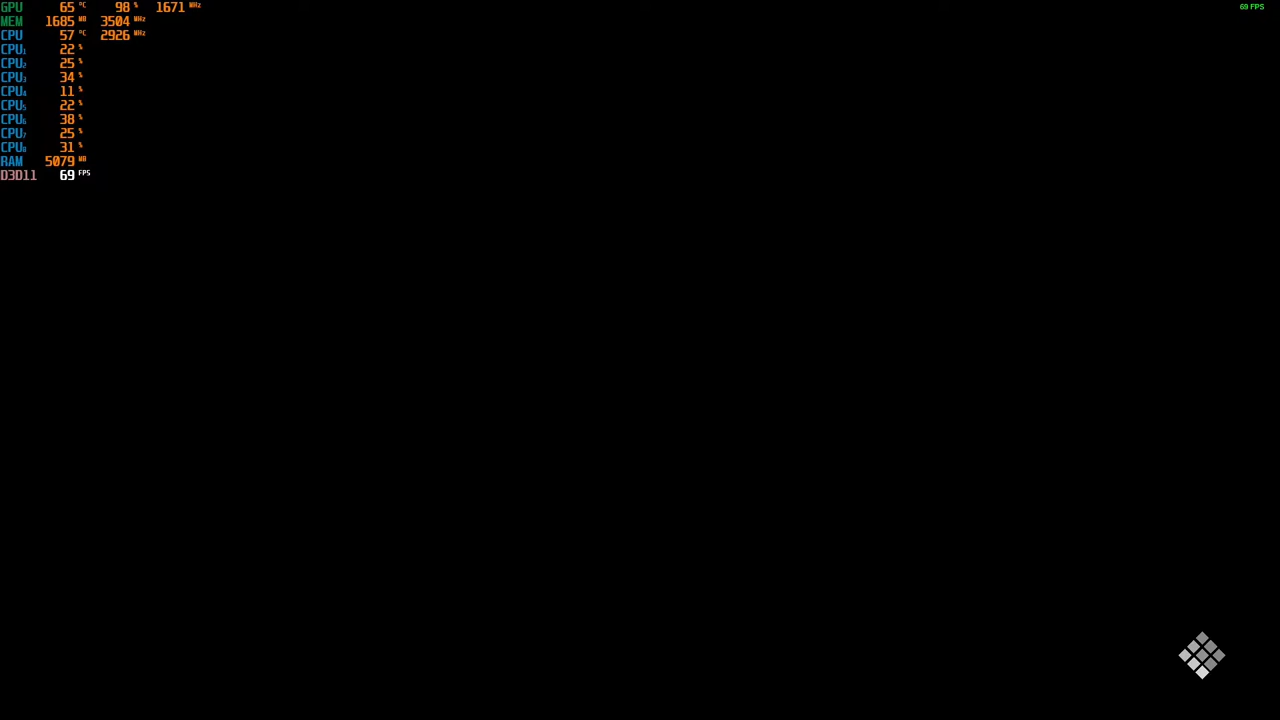 GPU 65 °C 98 % 1671 MHz
69 FPS
MEM 1685 MB 3504 MHz
CPU 57 °C 2926 MHz
CPU1 22 %
CPU2 25 %
CPU3 34 %
CPU4 11 %
CPU5 22 %
CPU6 38 %
CPU7 25 %
CPU8 31 %
RAM 5079 MB
D3D11 69 FPS